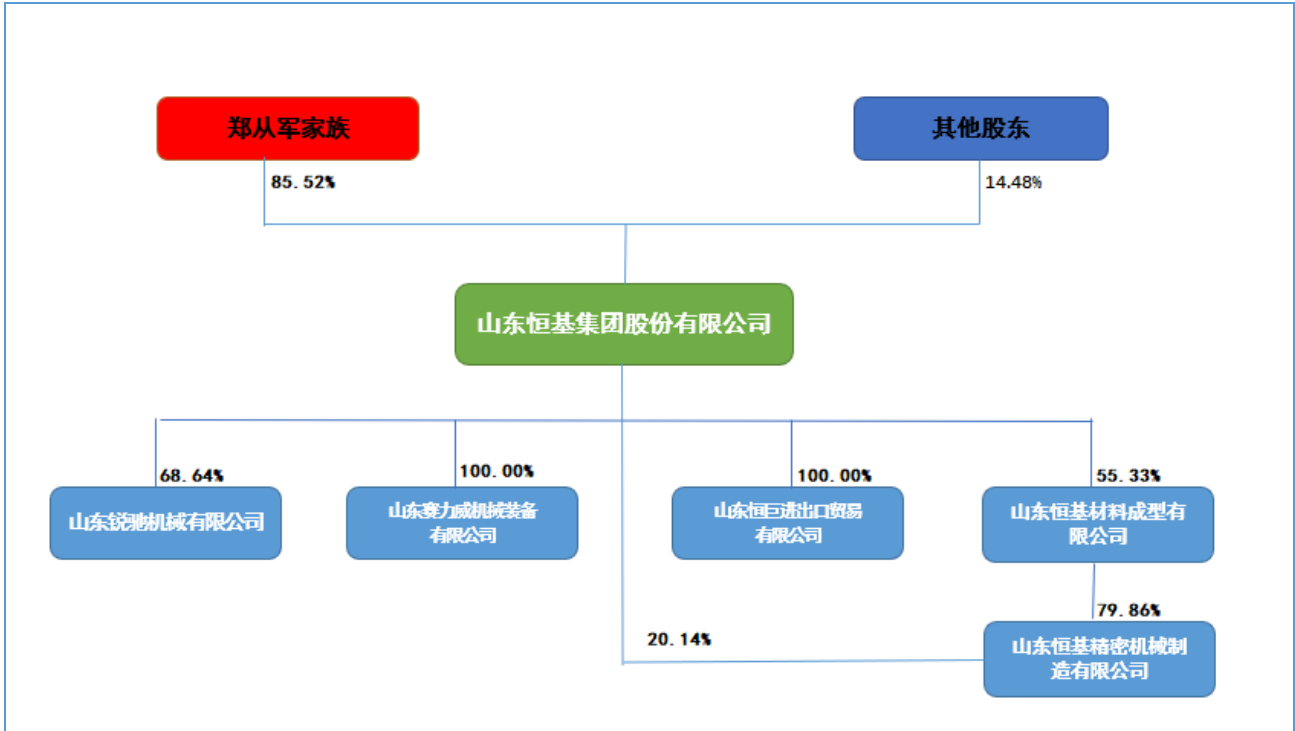 郑从军家族
其他股东
85.52%
14.48%
山东恒基集团股份有限公司
68.64%
100.00%
100.00%
55.33%
山东锐驰机械有限公司
山东赛力威机械装备
有限公司
山东恒巨进出口贸易
有限公司
山东恒基材料成型有
限公司
79.86%
20.14%
山东恒基精密机械制
造有限公司